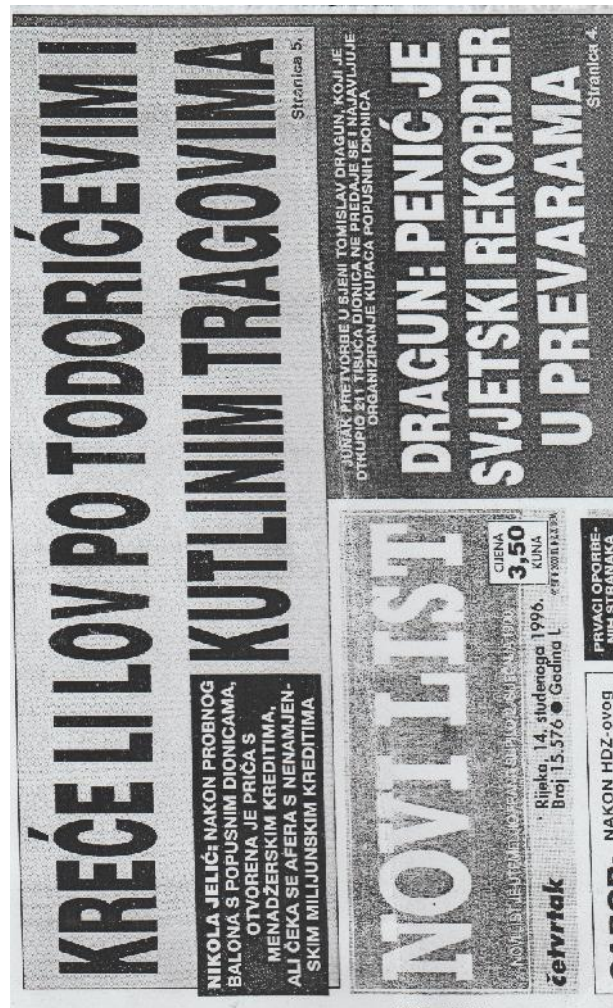 KREĆE LI LOV PO TODORIĆEVIM I
KUTLINIM TRAGOVIMA
Stranica 5.
NIKOLA JELIĆ: NAKON PROBNOG
BALONA S POPUSNIM DIONICAMA,
OTVORENA JE PRIČA S
MENADŽERSKIM KREDITIMA,
ALI ČEKA SE AFERA S NENAMJEN-
SKIM MILIJUNSKIM KREDITIMA
NOVI LIST
CIJENA
3,50
KUNA
četvrtak
Rijeka, 14. studenoga 1996.
Broj 15.576 ● Godina L
JUNAK PRETVORBE U SJENI TOMISLAV DRAGUN, KOJI JE
OTKUPIO 211 TISUĆA DIONICA NE PREDAJE SE I NAJAVLJUJE
ORGANIZIRANJE KUPACA POPUSNIH DIONICA
DRAGUN: PENIĆ JE
SVJETSKI REKORDER
U PREVARAMA
Stranica 4.
NAKON HDZ-ovog
PRVACI OPORBE-